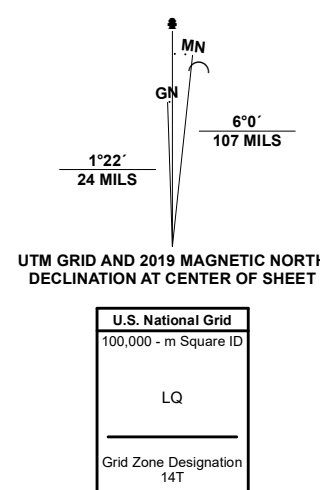 MN
GN
6°0´
107 MILS
1°22´
24 MILS
UTM GRID AND 2019 MAGNETIC NORTH
DECLINATION AT CENTER OF SHEET
U.S. National Grid
100,000 - m Square ID
LQ
Grid Zone Designation
14T